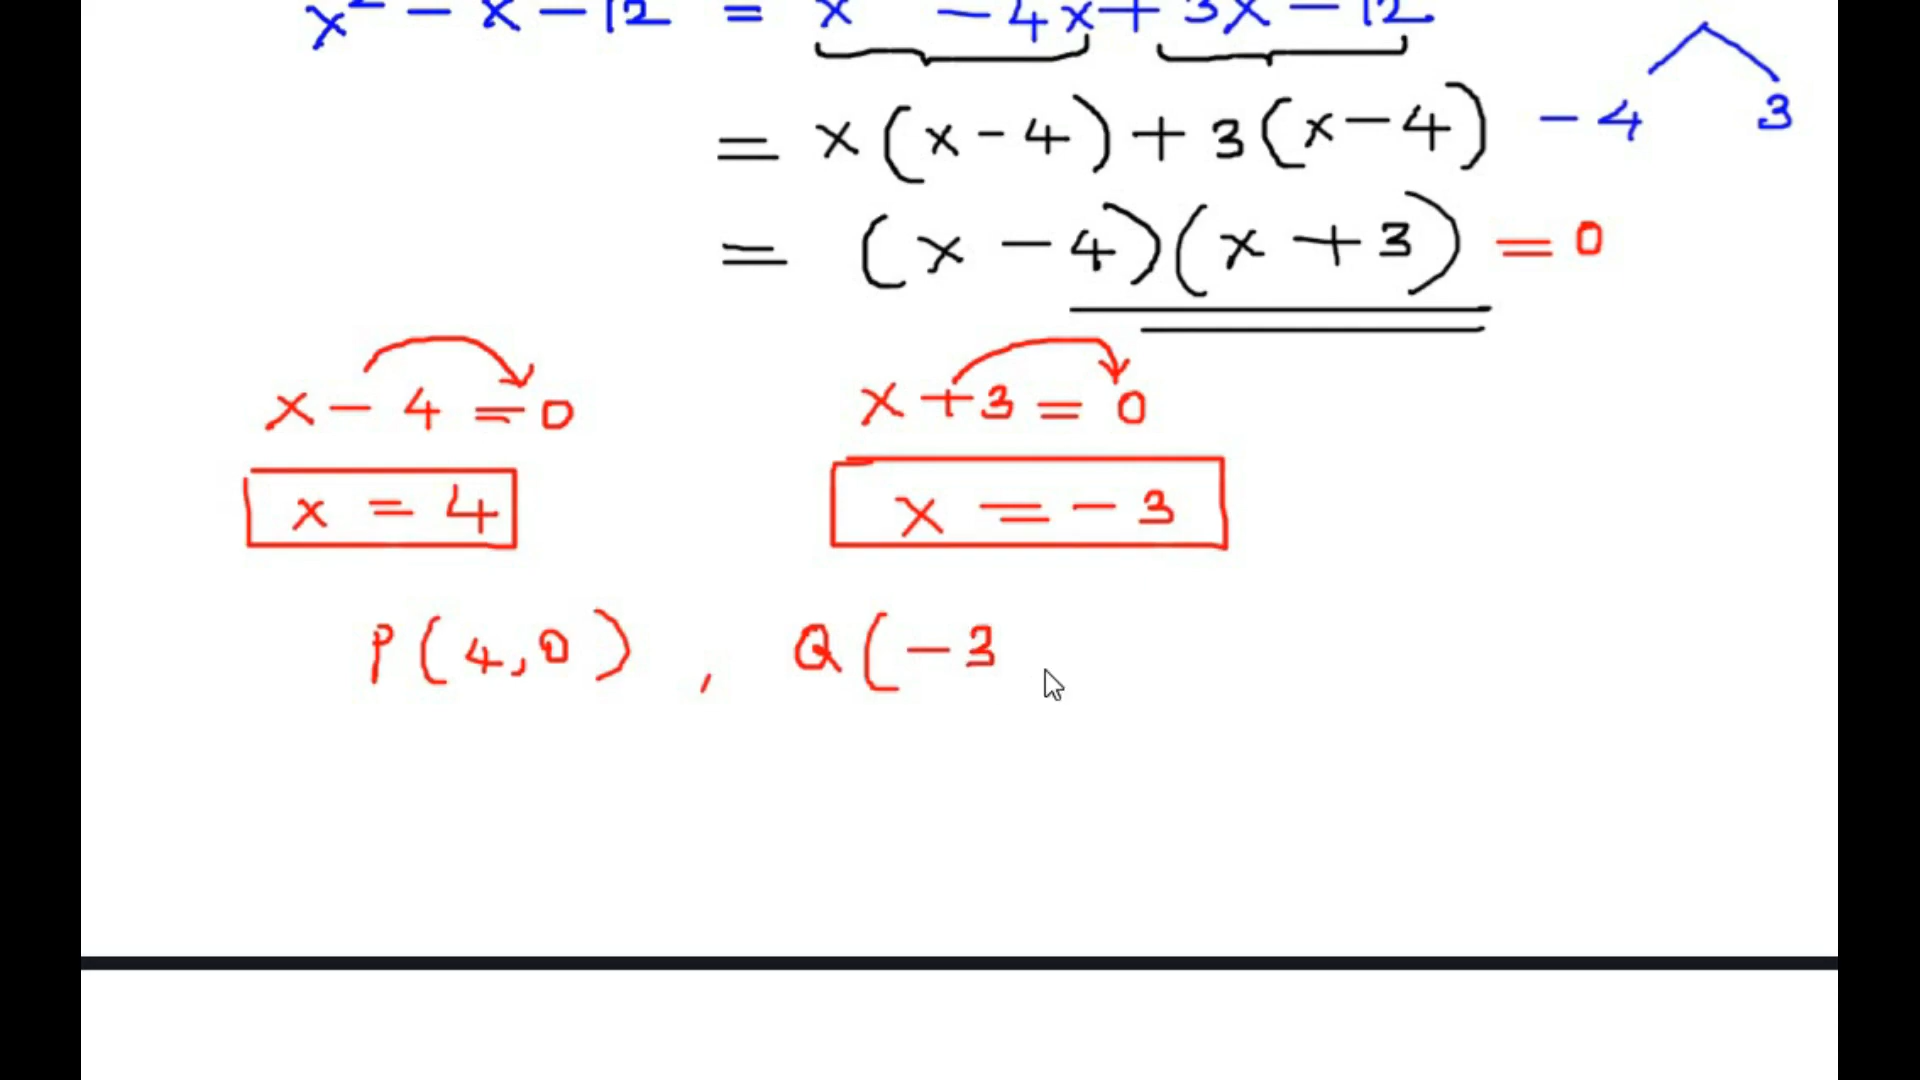 x² - x - 12 = x - 4x + 3x - 12
= x(x - 4) + 3(x - 4) - 4 3
= (x - 4)(x + 3) = 0
x - 4 = 0 x + 3 = 0
x = 4 x = - 3
P(4,0) , Q(-3